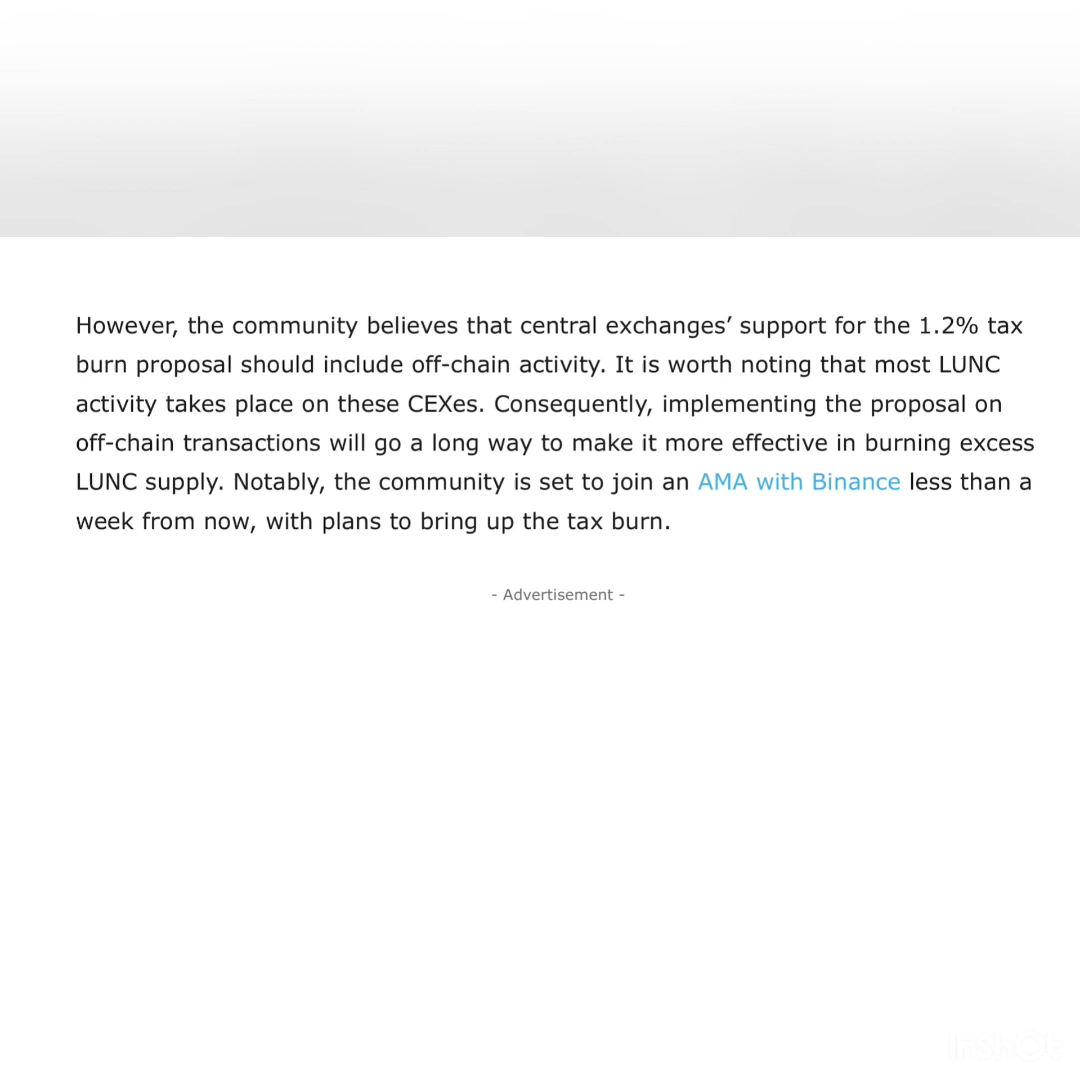 However, the community believes that central exchanges’ support for the 1.2% tax
burn proposal should include off-chain activity. It is worth noting that most LUNC
activity takes place on these CEXes. Consequently, implementing the proposal on
off-chain transactions will go a long way to make it more effective in burning excess
LUNC supply. Notably, the community is set to join an AMA with Binance less than a
week from now, with plans to bring up the tax burn.
- Advertisement -
InShOt